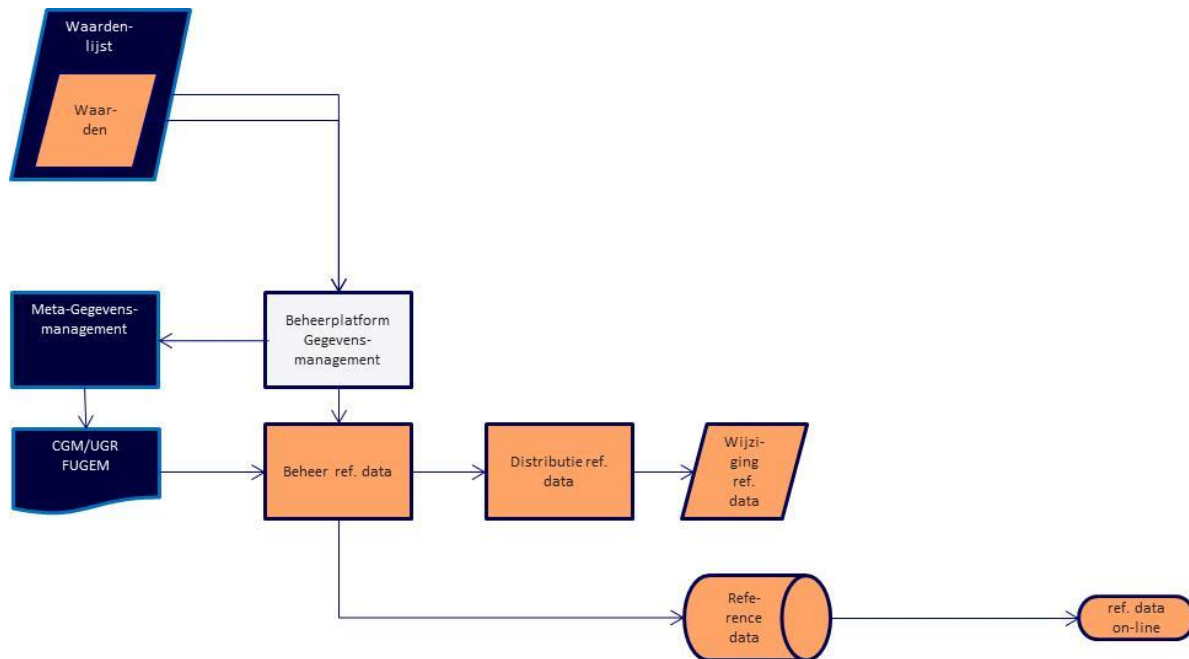 Waarden-
lijst
Waar-
den
Meta-Gegevens-
management
Beheerplatform
Gegevens-
management
CGM/UGR
FUGEM
Beheer ref. data
Distributie ref.
data
Wijzi-
ging
ref.
data
Refe-
rence
data
ref. data
on-line